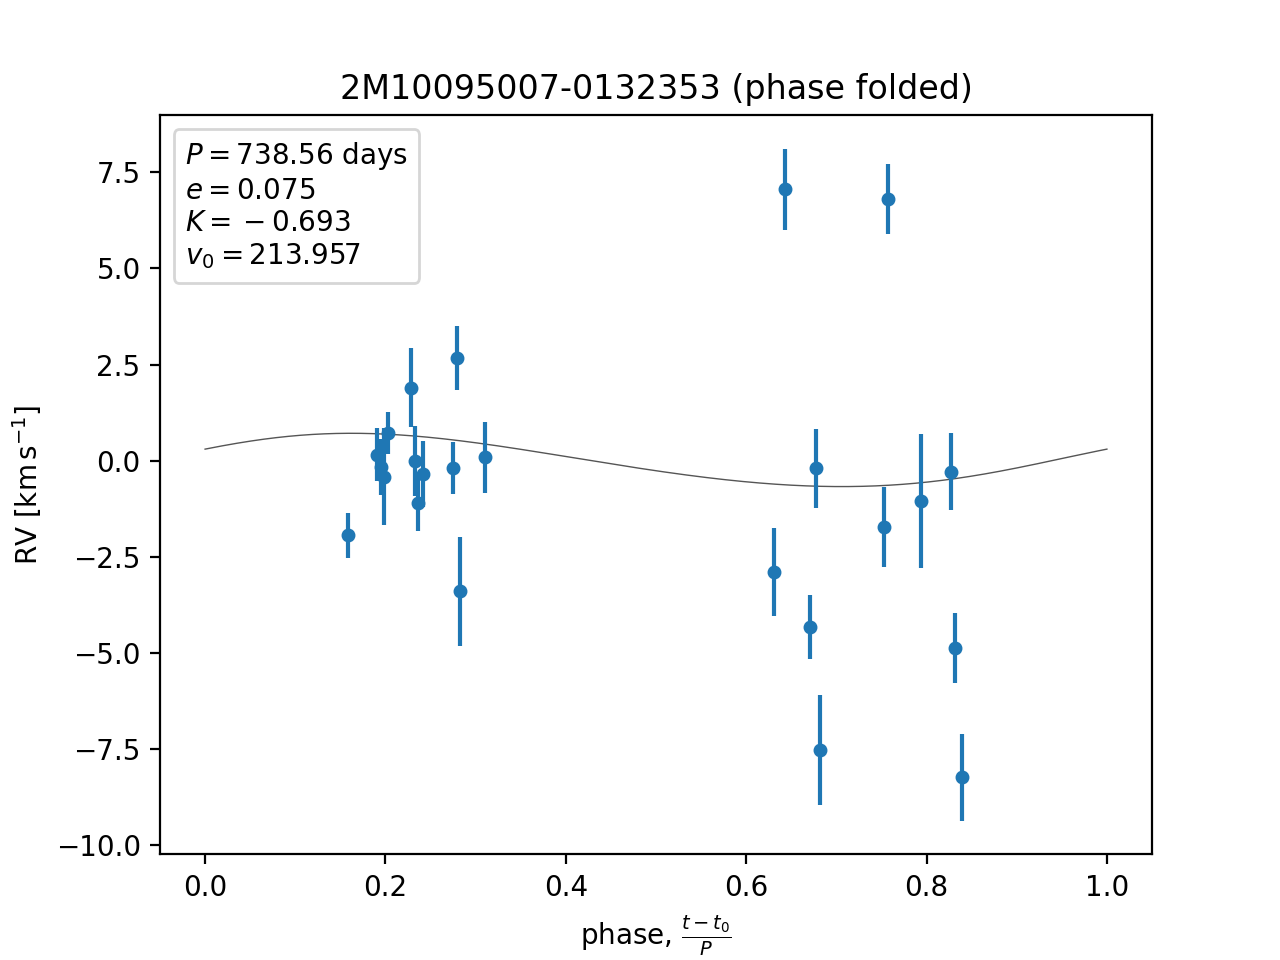 2M10095007-0132353 (phase folded)
P = 738.56 days
e = 0.075
K = −0.693
v₀ = 213.957
RV [km s⁻¹]
7.5
5.0
2.5
0.0
−2.5
−5.0
−7.5
−10.0
0.0 0.2 0.4 0.6 0.8 1.0
phase, (t − t₀)/P